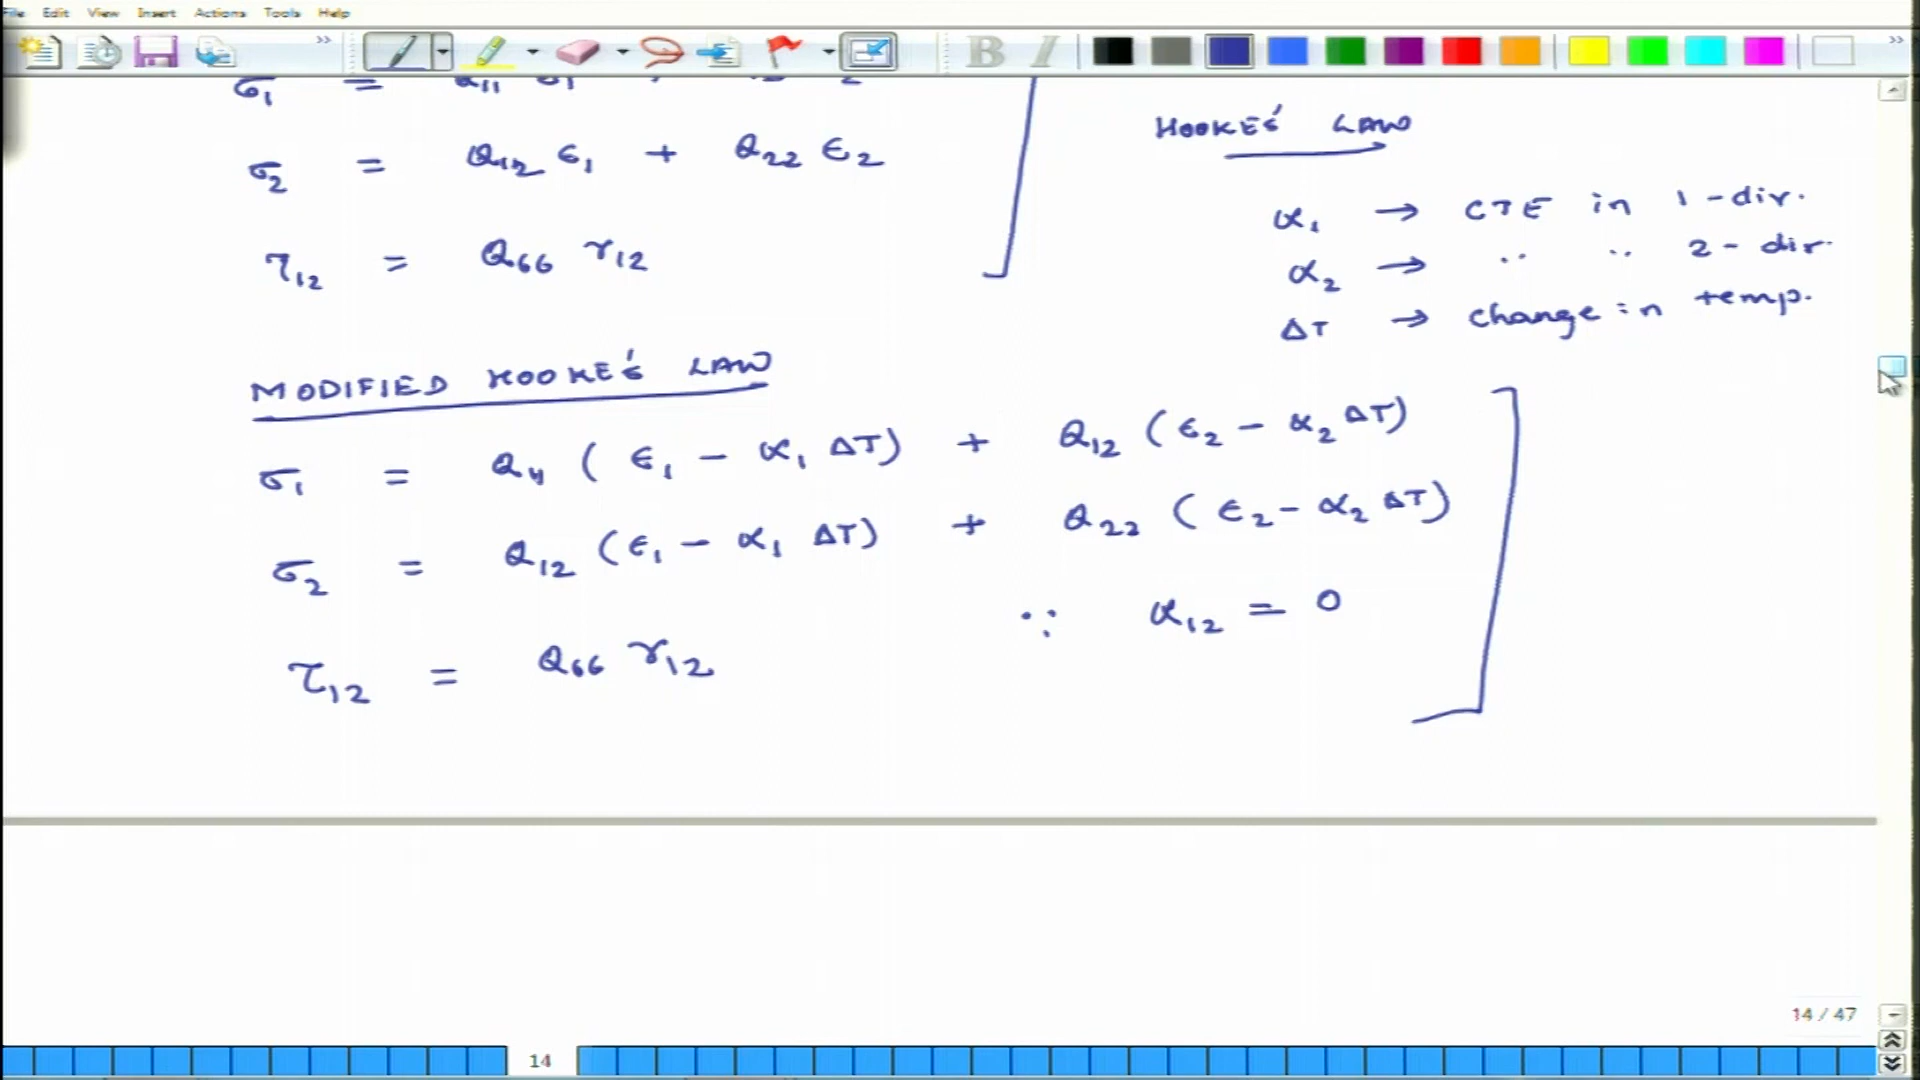 File Edit View Insert Actions Tools Help
B I
σ₁ =
HOOKE'S LAW
σ₂ = Q₁₂ ε₁ + Q₂₂ ε₂
α₁ → CTE in 1-dir.
τ₁₂ = Q₆₆ γ₁₂
α₂ → '' '' 2-dir.
ΔT → change in temp.
MODIFIED HOOKE'S LAW
σ₁ = Q₁₁ (ε₁ - α₁ ΔT) + Q₁₂ (ε₂ - α₂ ΔT)
σ₂ = Q₁₂ (ε₁ - α₁ ΔT) + Q₂₂ (ε₂ - α₂ ΔT)
τ₁₂ = Q₆₆ γ₁₂ ∵ α₁₂ = 0
14 / 47
14